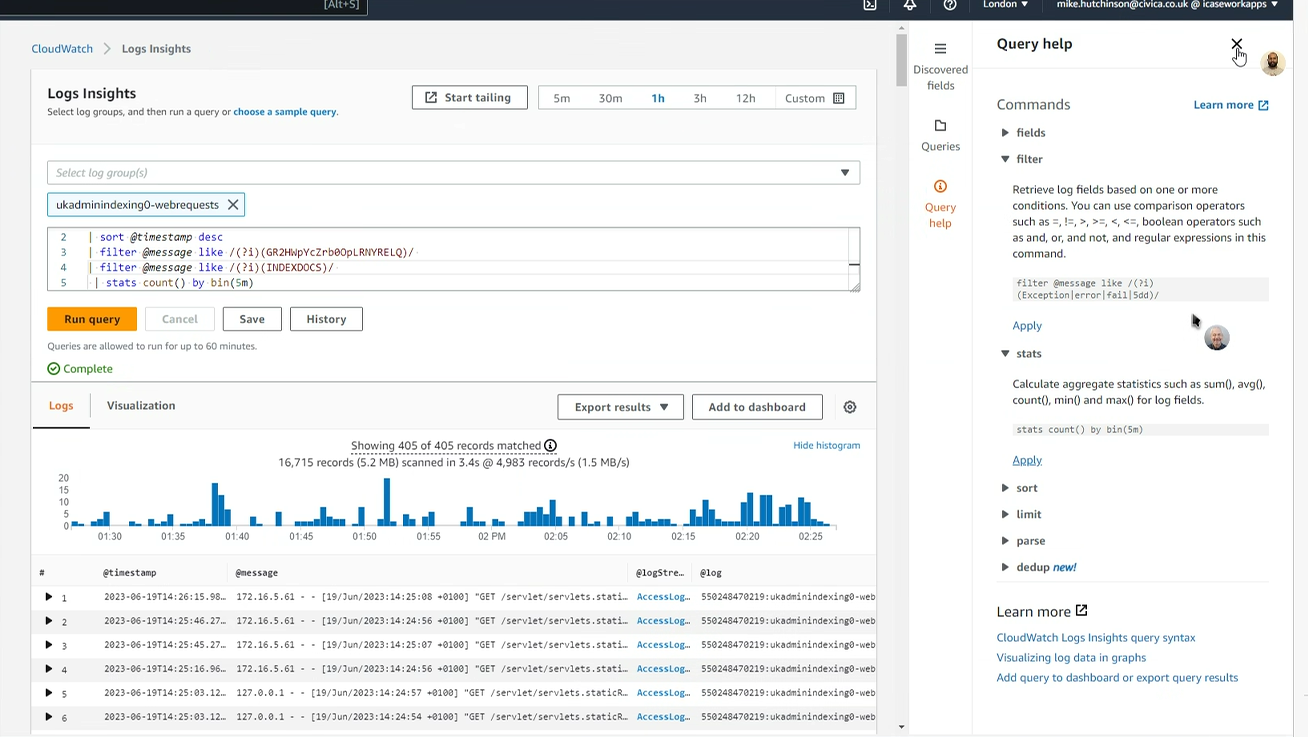 [Alt+S]
London ▼
mike.hutchinson@civica.co.uk @ icaseworkapps ▼
CloudWatch > Logs Insights
Logs Insights
Select log groups, and then run a query or choose a sample query.
Start tailing
5m 30m 1h 3h 12h Custom
Select log group(s)
ukadminindexing0-webrequests
2 | sort @timestamp desc
3 | filter @message like /(?i)(GR2HWpYcZrb0OpLRNYRELQ)/
4 | filter @message like /(?i)(INDEXDOCS)/
5 | stats count() by bin(5m)
Run query Cancel Save History
Queries are allowed to run for up to 60 minutes.
Complete
Logs Visualization
Export results ▼ Add to dashboard
Showing 405 of 405 records matched
Hide histogram
16,715 records (5.2 MB) scanned in 3.4s @ 4,983 records/s (1.5 MB/s)
20
15
10
5
0
01:30 01:35 01:40 01:45 01:50 01:55 02 PM 02:05 02:10 02:15 02:20 02:25
# @timestamp @message @logStre... @log
1 2023-06-19T14:26:15.98... 172.16.5.61 - - [19/Jun/2023:14:25:08 +0100] "GET /servlet/servlets.stati... AccessLog... 550248470219:ukadminindexing0-web
2 2023-06-19T14:25:46.27... 172.16.5.61 - - [19/Jun/2023:14:24:56 +0100] "GET /servlet/servlets.stati... AccessLog... 550248470219:ukadminindexing0-web
3 2023-06-19T14:25:45.27... 172.16.5.61 - - [19/Jun/2023:14:25:07 +0100] "GET /servlet/servlets.stati... AccessLog... 550248470219:ukadminindexing0-web
4 2023-06-19T14:25:16.96... 172.16.5.61 - - [19/Jun/2023:14:24:56 +0100] "GET /servlet/servlets.stati... AccessLog... 550248470219:ukadminindexing0-web
5 2023-06-19T14:25:03.12... 127.0.0.1 - - [19/Jun/2023:14:24:57 +0100] "GET /servlet/servlets.staticR... AccessLog... 550248470219:ukadminindexing0-web
6 2023-06-19T14:25:03.12... 127.0.0.1 - - [19/Jun/2023:14:24:54 +0100] "GET /servlet/servlets.staticR... AccessLog... 550248470219:ukadminindexing0-web
Discovered
fields
Queries
Query
help
Query help
Commands
Learn more
fields
filter
Retrieve log fields based on one or more
conditions. You can use comparison operators
such as =, !=, >, >=, <, <=, boolean operators such
as and, or, and not, and regular expressions in this
command.
filter @message like /(?i)
(Exception|error|fail|5dd)/
Apply
stats
Calculate aggregate statistics such as sum(), avg(),
count(), min() and max() for log fields.
stats count() by bin(5m)
Apply
sort
limit
parse
dedup new!
Learn more
CloudWatch Logs Insights query syntax
Visualizing log data in graphs
Add query to dashboard or export query results